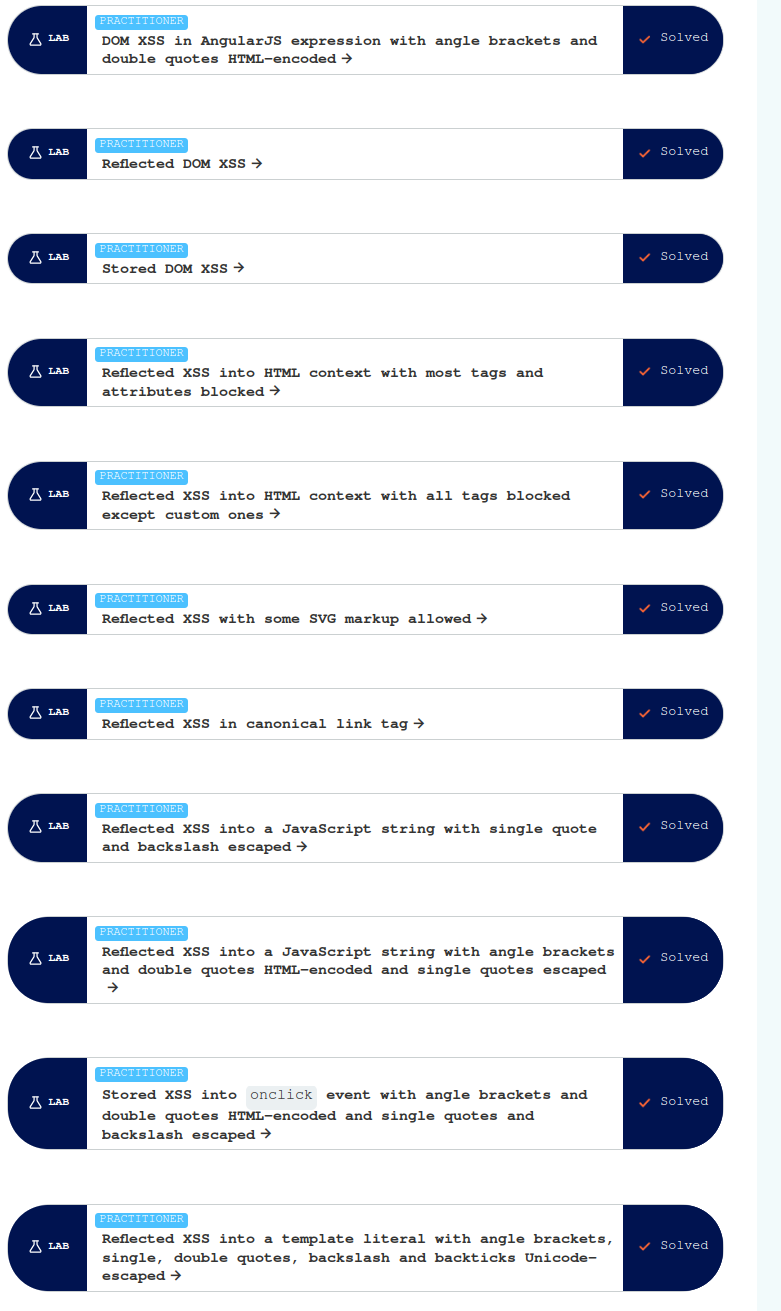 PRACTITIONER
LAB
DOM XSS in AngularJS expression with angle brackets and
double quotes HTML-encoded →
Solved
PRACTITIONER
LAB
Reflected DOM XSS →
Solved
PRACTITIONER
LAB
Stored DOM XSS →
Solved
PRACTITIONER
LAB
Reflected XSS into HTML context with most tags and
attributes blocked →
Solved
PRACTITIONER
LAB
Reflected XSS into HTML context with all tags blocked
except custom ones →
Solved
PRACTITIONER
LAB
Reflected XSS with some SVG markup allowed →
Solved
PRACTITIONER
LAB
Reflected XSS in canonical link tag →
Solved
PRACTITIONER
LAB
Reflected XSS into a JavaScript string with single quote
and backslash escaped →
Solved
PRACTITIONER
LAB
Reflected XSS into a JavaScript string with angle brackets
and double quotes HTML-encoded and single quotes escaped
→
Solved
PRACTITIONER
LAB
Stored XSS into onclick event with angle brackets and
double quotes HTML-encoded and single quotes and
backslash escaped →
Solved
PRACTITIONER
LAB
Reflected XSS into a template literal with angle brackets,
single, double quotes, backslash and backticks Unicode-
escaped →
Solved